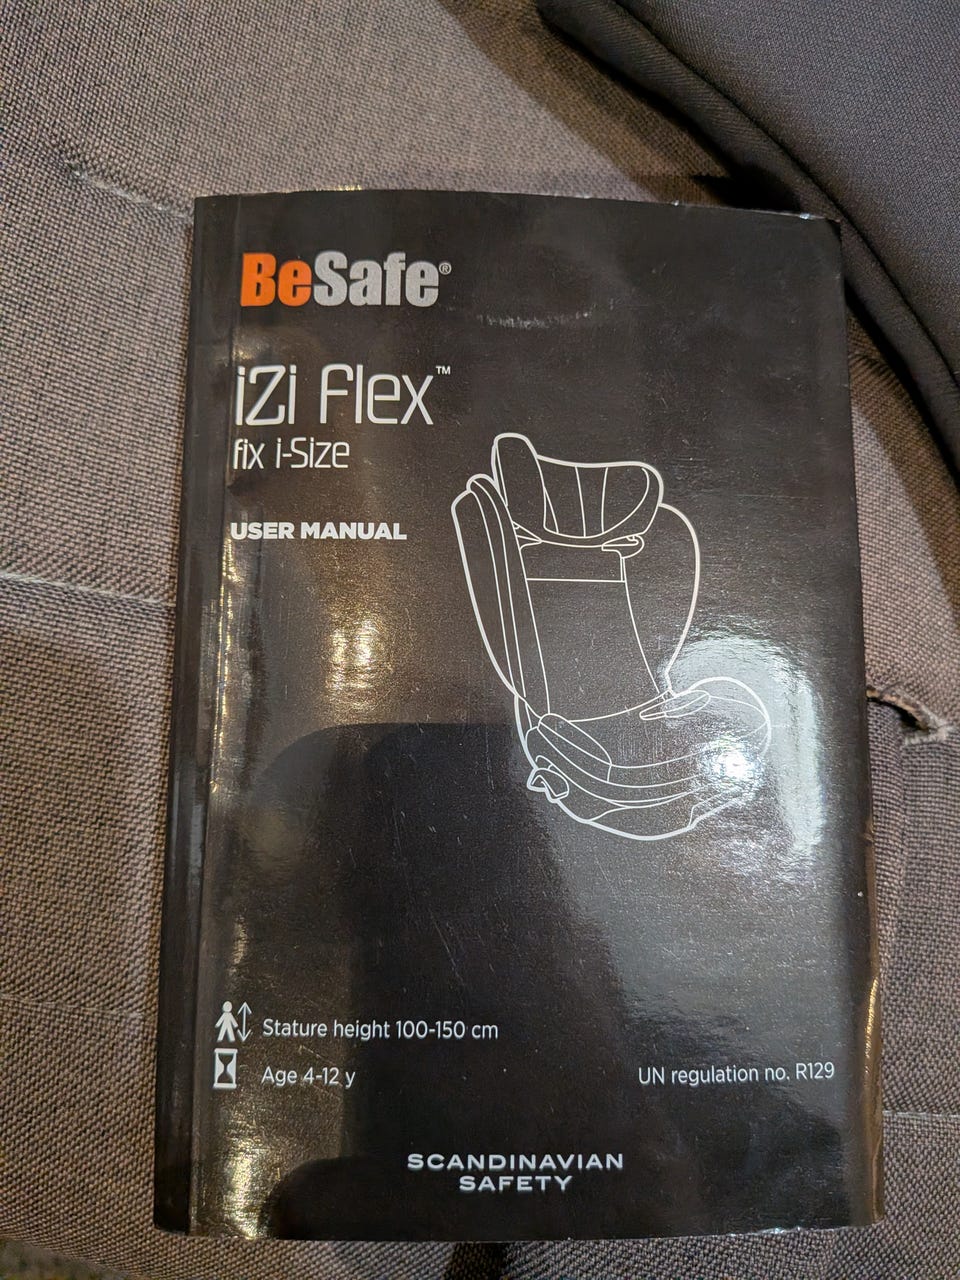 BeSafe®
iZi Flex™
fix i-Size
USER MANUAL
Stature height 100-150 cm
Age 4-12 y
UN regulation no. R129
SCANDINAVIAN
SAFETY